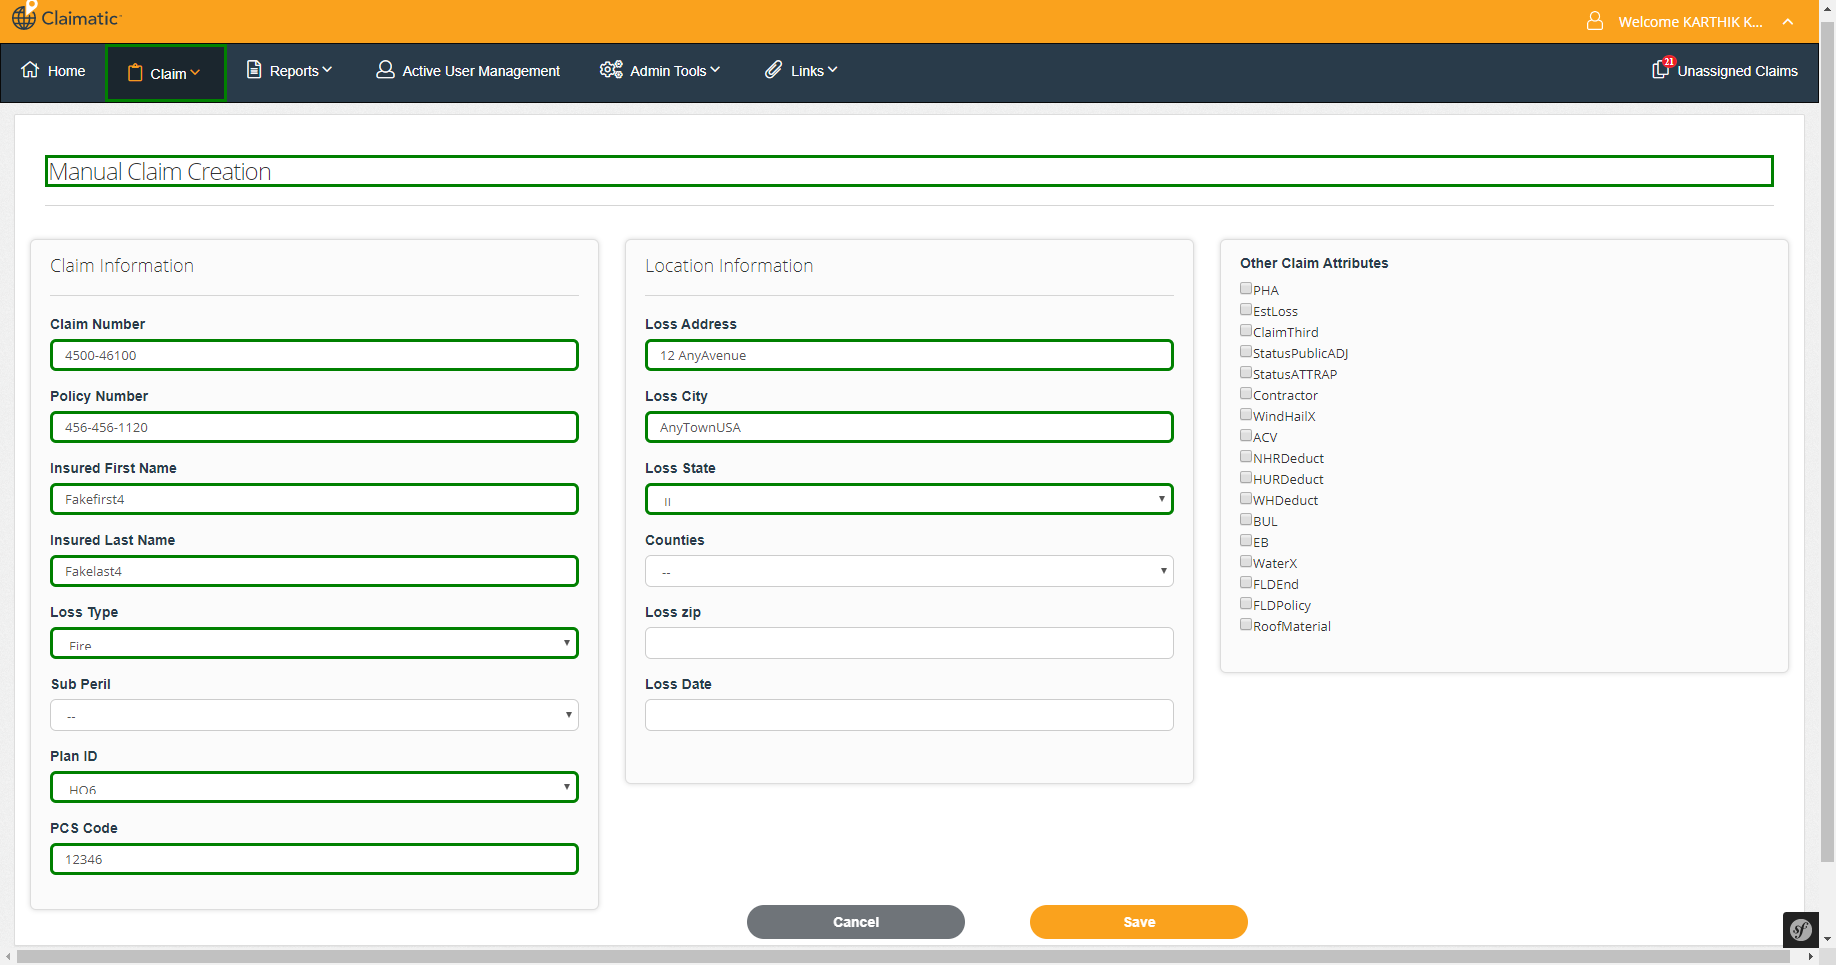 Claimatic
Welcome KARTHIK K...
Home
Claim
Reports
Active User Management
Admin Tools
Links
21
Unassigned Claims
Manual Claim Creation
Claim Information
Claim Number
4500-46100
Policy Number
456-456-1120
Insured First Name
Fakefirst4
Insured Last Name
Fakelast4
Loss Type
Fire
Sub Peril
--
Plan ID
HO6
PCS Code
12346
Location Information
Loss Address
12 AnyAvenue
Loss City
AnyTownUSA
Loss State
Counties
--
Loss zip
Loss Date
Other Claim Attributes
PHA
EstLoss
ClaimThird
StatusPublicADJ
StatusATTRAP
Contractor
WindHailX
ACV
NHRDeduct
HURDeduct
WHDeduct
BUL
EB
WaterX
FLDEnd
FLDPolicy
RoofMaterial
Cancel
Save
sf